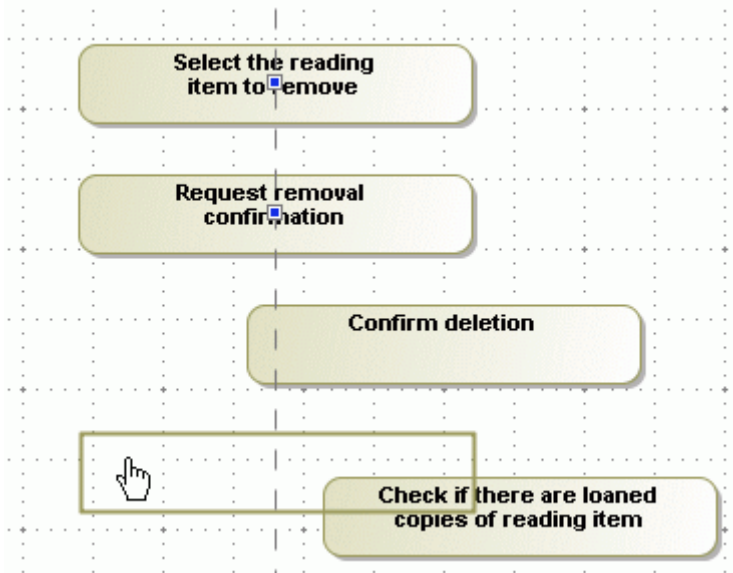 Select the reading
item to remove
Request removal
confirmation
Confirm deletion
Check if there are loaned
copies of reading item